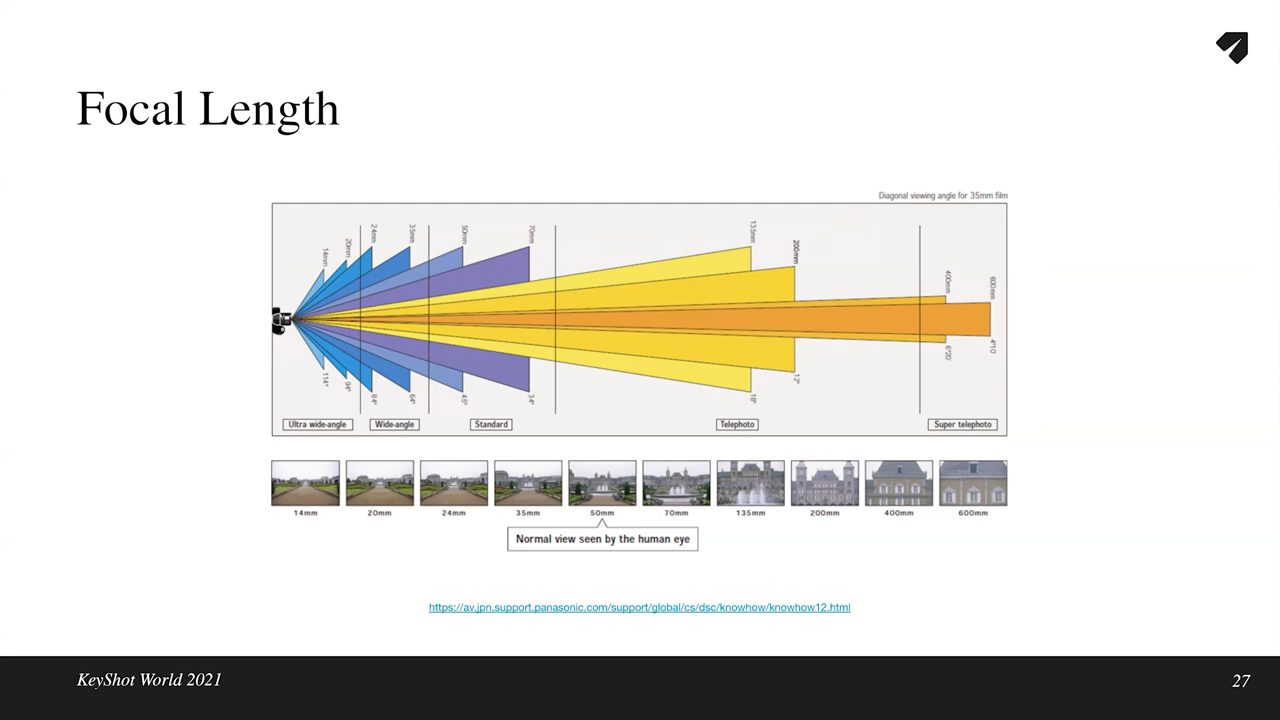 Focal Length
Diagonal viewing angle for 35mm film
14mm
20mm
24mm
35mm
50mm
70mm
135mm
200mm
400mm
600mm
114°
94°
84°
64°
46°
34°
18°
12°
6°20'
4°10'
Ultra wide-angle
Wide-angle
Standard
Telephoto
Super telephoto
14mm 20mm 24mm 35mm 50mm 70mm 135mm 200mm 400mm 600mm
Normal view seen by the human eye
https://av.jpn.support.panasonic.com/support/global/cs/dsc/knowhow/knowhow12.html
KeyShot World 2021
27